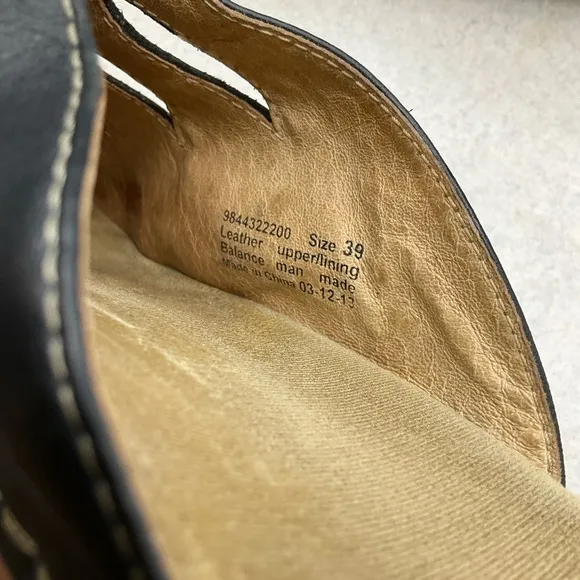 9844322200 Size 39
Leather upper/lining
Balance man made
Made in China 03-12-13